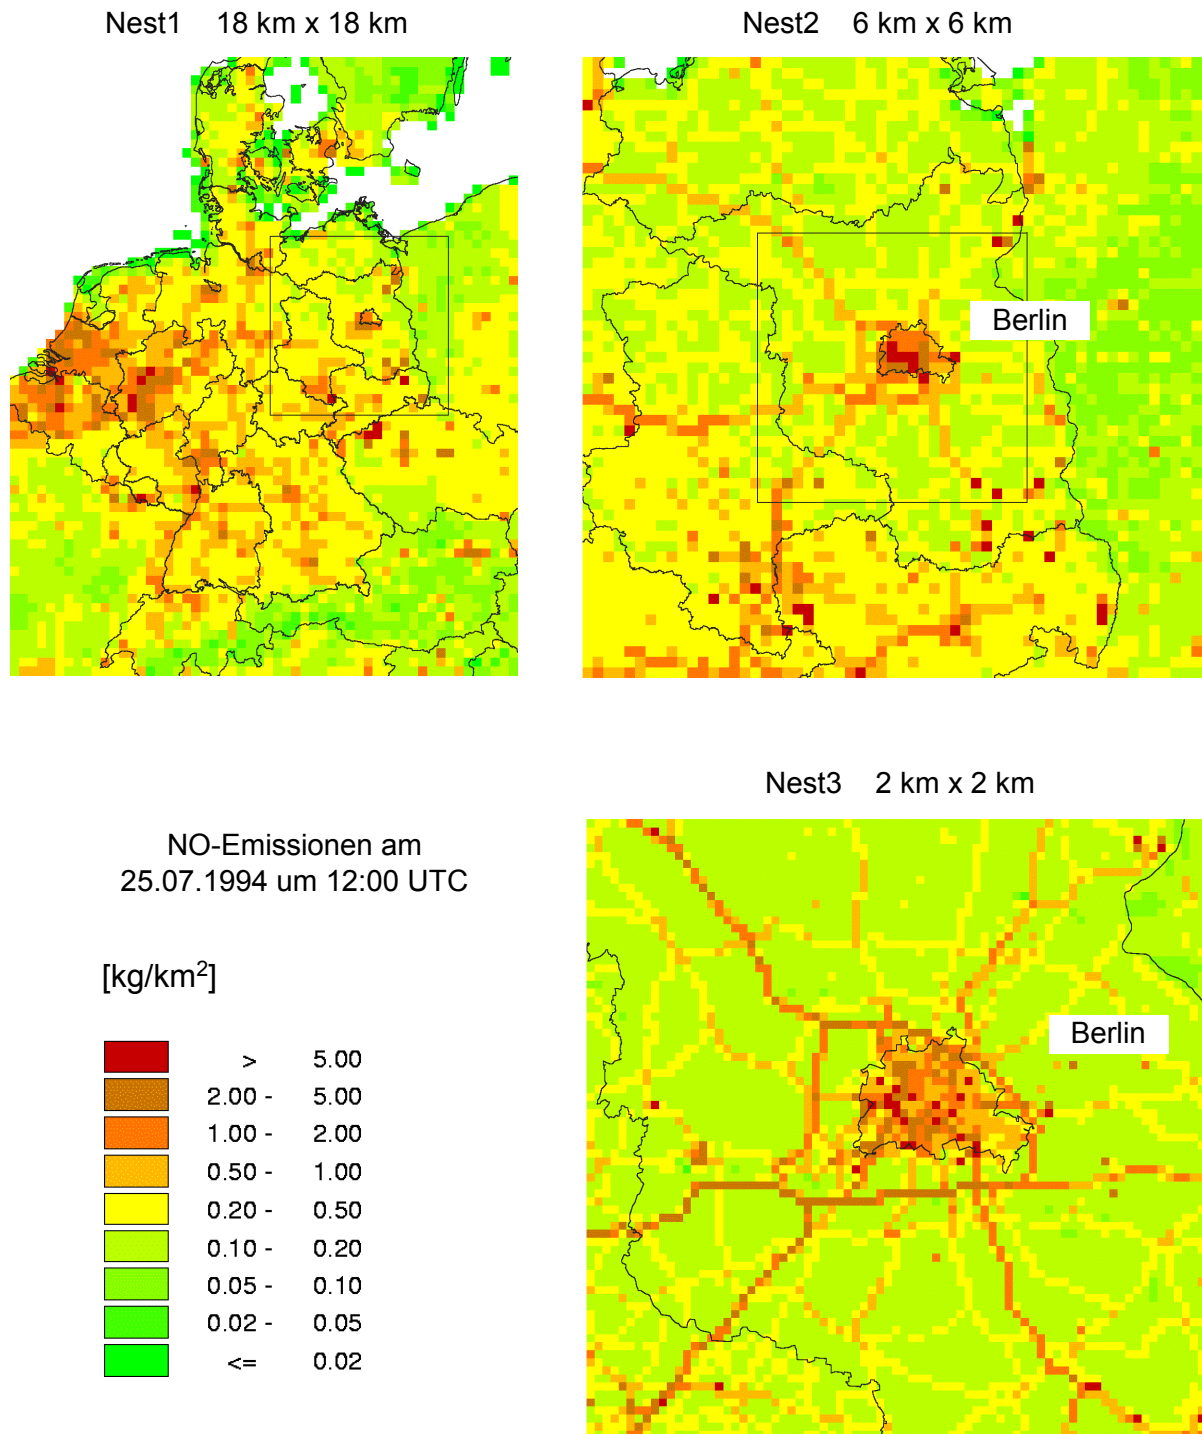 Nest1 18 km x 18 km
Nest2 6 km x 6 km
Berlin
Nest3 2 km x 2 km
NO-Emissionen am
25.07.1994 um 12:00 UTC
[kg/km²]
> 5.00
2.00 - 5.00
1.00 - 2.00
0.50 - 1.00
0.20 - 0.50
0.10 - 0.20
0.05 - 0.10
0.02 - 0.05
<= 0.02
Berlin